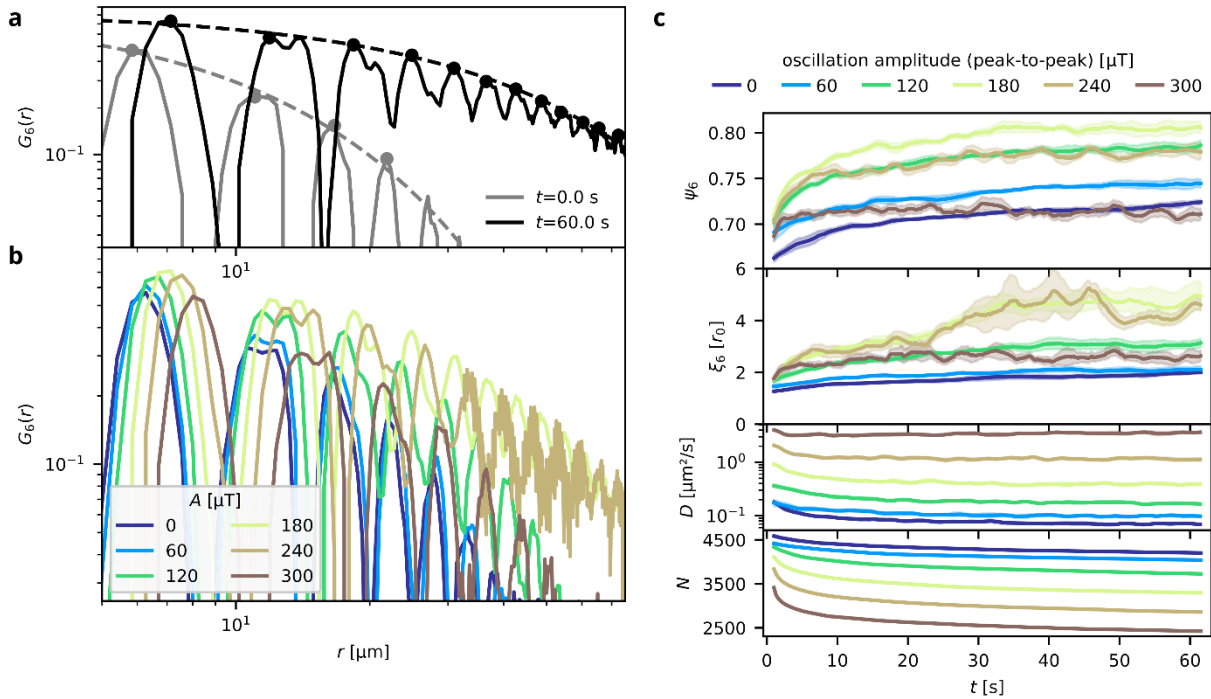 a
G₆(r)
10⁻¹
t=0.0 s
t=60.0 s
10¹
b
G₆(r)
10⁻¹
A [μT]
0 180
60 240
120 300
10¹
r [μm]
c
oscillation amplitude (peak-to-peak) [μT]
0 60 120 180 240 300
0.80
0.75
0.70
ψ₆
6
4
2
0
ξ₆ [r₀]
10⁰
10⁻¹
D [μm²/s]
4500
3500
2500
N
0 10 20 30 40 50 60
t [s]